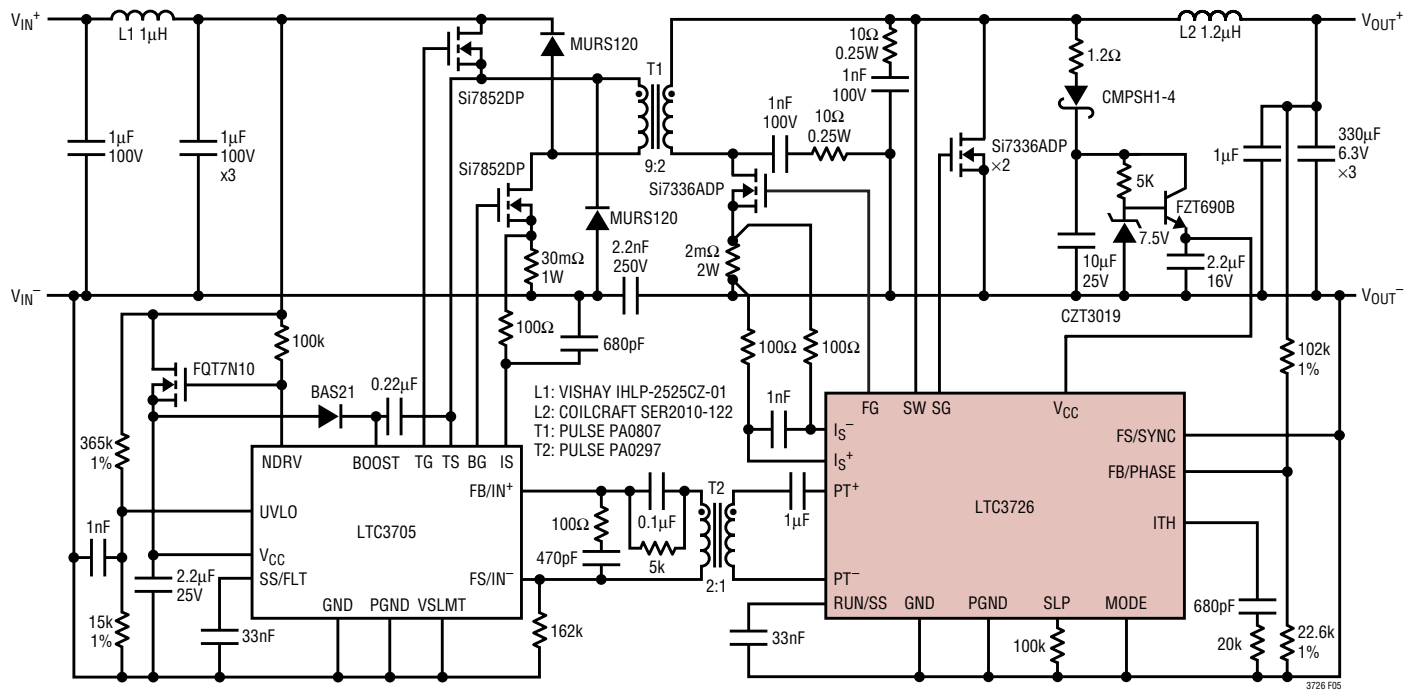 VIN+
L1 1μH
1μF
100V
1μF
100V
x3
VIN−
Si7852DP
MURS120
Si7852DP
30mΩ
1W
MURS120
2.2nF
250V
T1
9:2
1nF
100V
10Ω
0.25W
10Ω
0.25W
1nF
100V
Si7336ADP
2mΩ
2W
Si7336ADP
×2
1.2Ω
CMPSH1-4
5K
7.5V
FZT690B
10μF
25V
2.2μF
16V
CZT3019
L2 1.2μH
VOUT+
1μF
330μF
6.3V
×3
VOUT−
100k
FQT7N10
BAS21
0.22μF
100Ω
680pF
365k
1%
1nF
15k
1%
2.2μF
25V
33nF
NDRV
BOOST
TG
TS
BG
IS
FB/IN+
UVLO
LTC3705
VCC
SS/FLT
FS/IN−
GND
PGND
VSLMT
162k
L1: VISHAY IHLP-2525CZ-01
L2: COILCRAFT SER2010-122
T1: PULSE PA0807
T2: PULSE PA0297
100Ω
470pF
0.1μF
5k
T2
2:1
1μF
100Ω
100Ω
1nF
FG
SW
SG
VCC
IS−
IS+
PT+
PT−
RUN/SS
LTC3726
FS/SYNC
FB/PHASE
ITH
GND
PGND
SLP
MODE
33nF
100k
680pF
20k
102k
1%
22.6k
1%
3726 F05